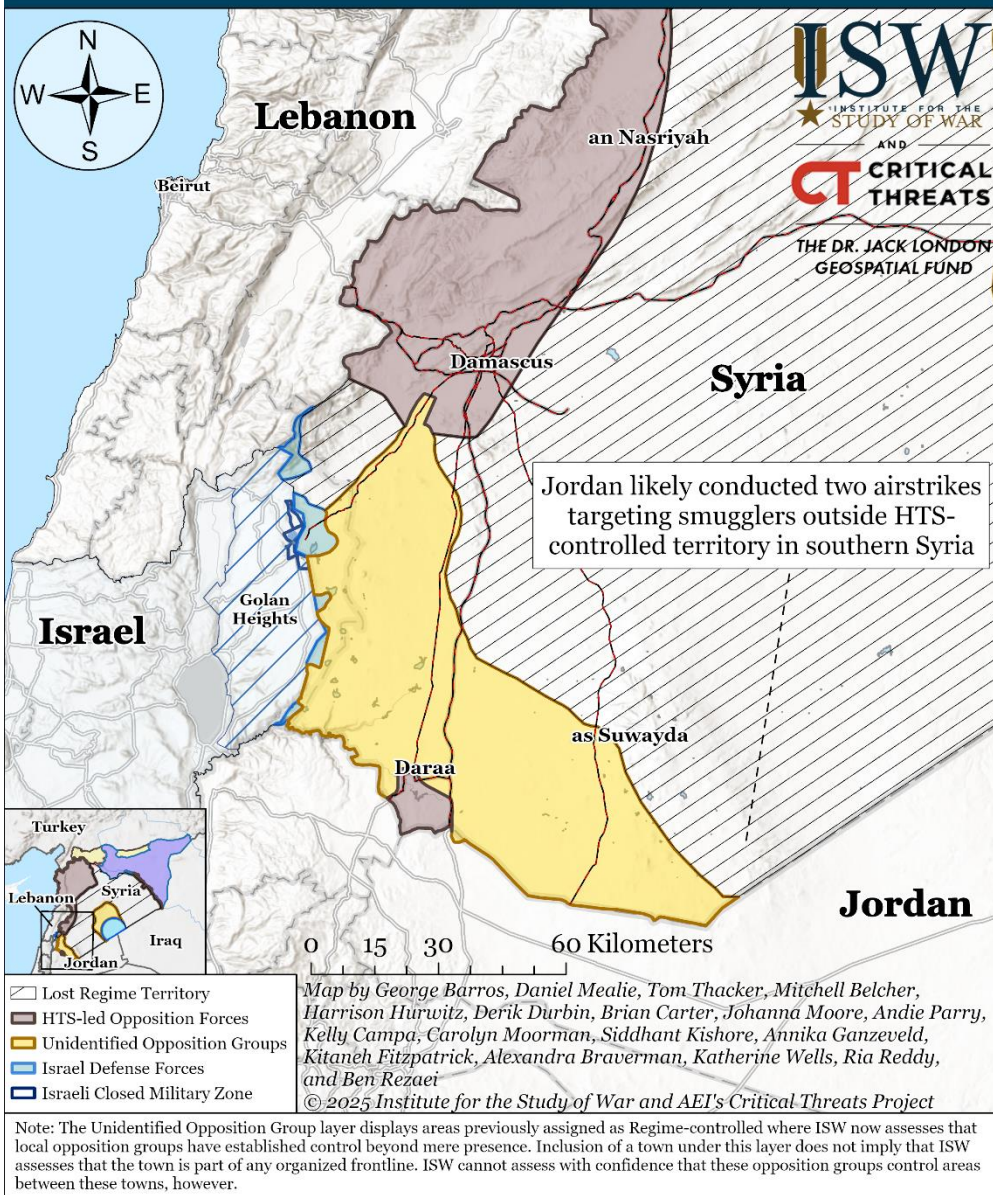 N
W E
S
Lebanon
Beirut
an Nasriyah
ISW
INSTITUTE FOR THE
STUDY OF WAR
AND
CT CRITICAL
THREATS
THE DR. JACK LONDON
GEOSPATIAL FUND
Damascus
Syria
Jordan likely conducted two airstrikes
targeting smugglers outside HTS-
controlled territory in southern Syria
Golan
Heights
Israel
as Suwayda
Daraa
Jordan
Turkey
Lebanon
Syria
Iraq
Jordan
0 15 30 60 Kilometers
Lost Regime Territory
HTS-led Opposition Forces
Unidentified Opposition Groups
Israel Defense Forces
Israeli Closed Military Zone
Map by George Barros, Daniel Mealie, Tom Thacker, Mitchell Belcher,
Harrison Hurwitz, Derik Durbin, Brian Carter, Johanna Moore, Andie Parry,
Kelly Campa, Carolyn Moorman, Siddhant Kishore, Annika Ganzeveld,
Kitaneh Fitzpatrick, Alexandra Braverman, Katherine Wells, Ria Reddy,
and Ben Rezaei
© 2025 Institute for the Study of War and AEI's Critical Threats Project
Note: The Unidentified Opposition Group layer displays areas previously assigned as Regime-controlled where ISW now assesses that
local opposition groups have established control beyond mere presence. Inclusion of a town under this layer does not imply that ISW
assesses that the town is part of any organized frontline. ISW cannot assess with confidence that these opposition groups control areas
between these towns, however.